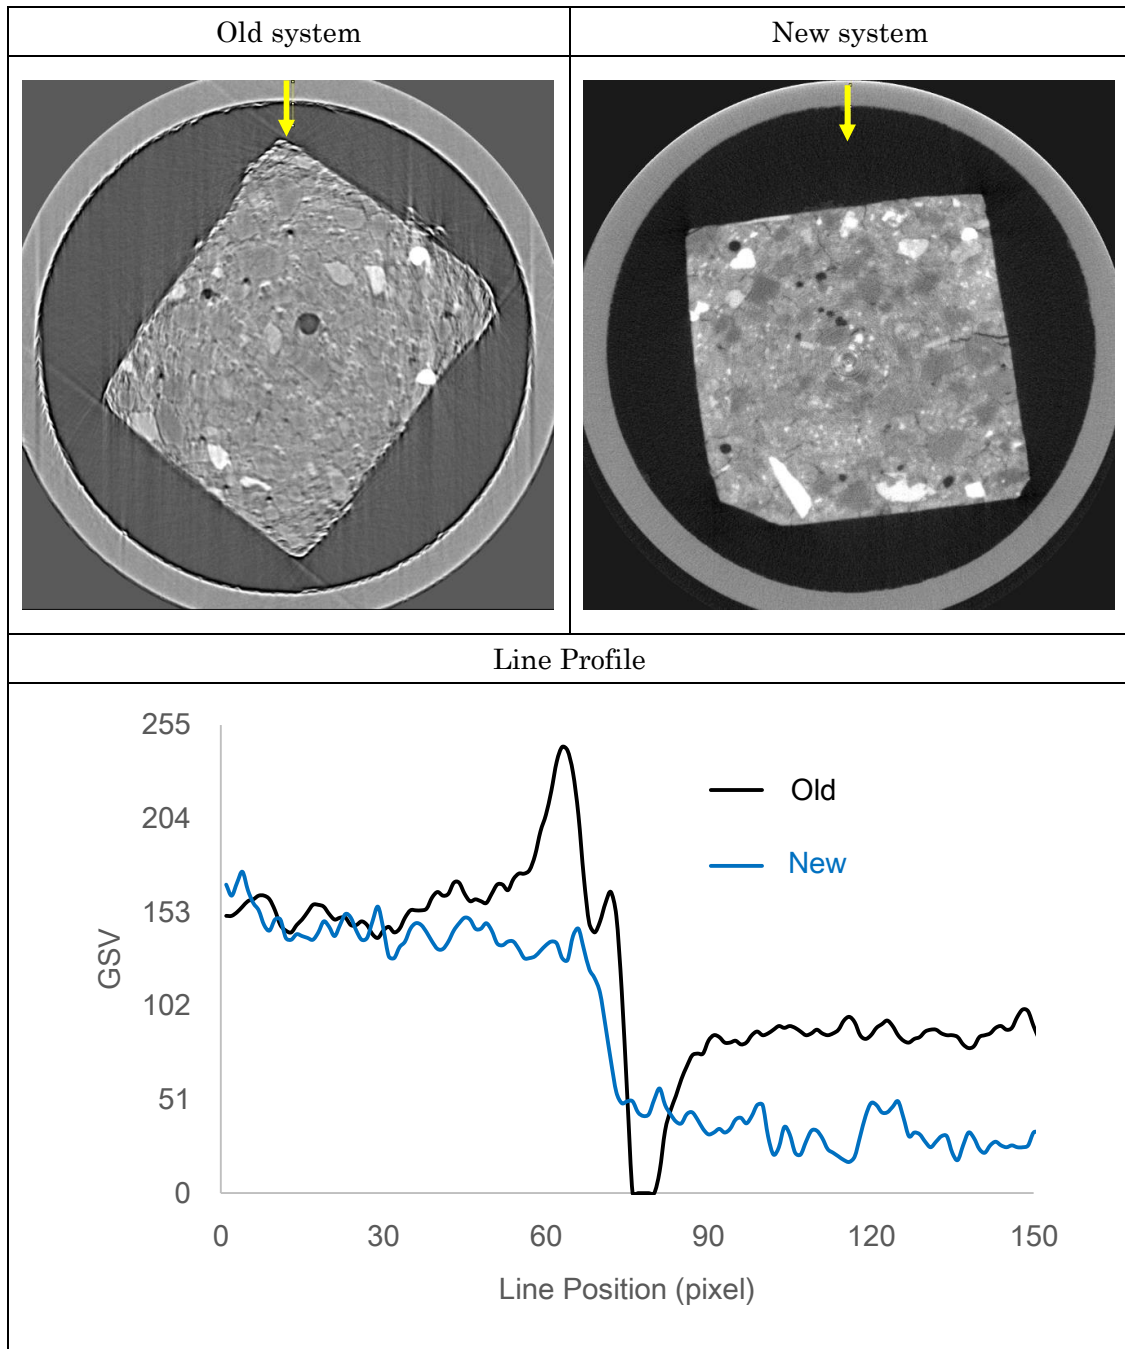 Old system
New system
Line Profile
255
204
153
102
51
0
GSV
Old
New
0 30 60 90 120 150
Line Position (pixel)